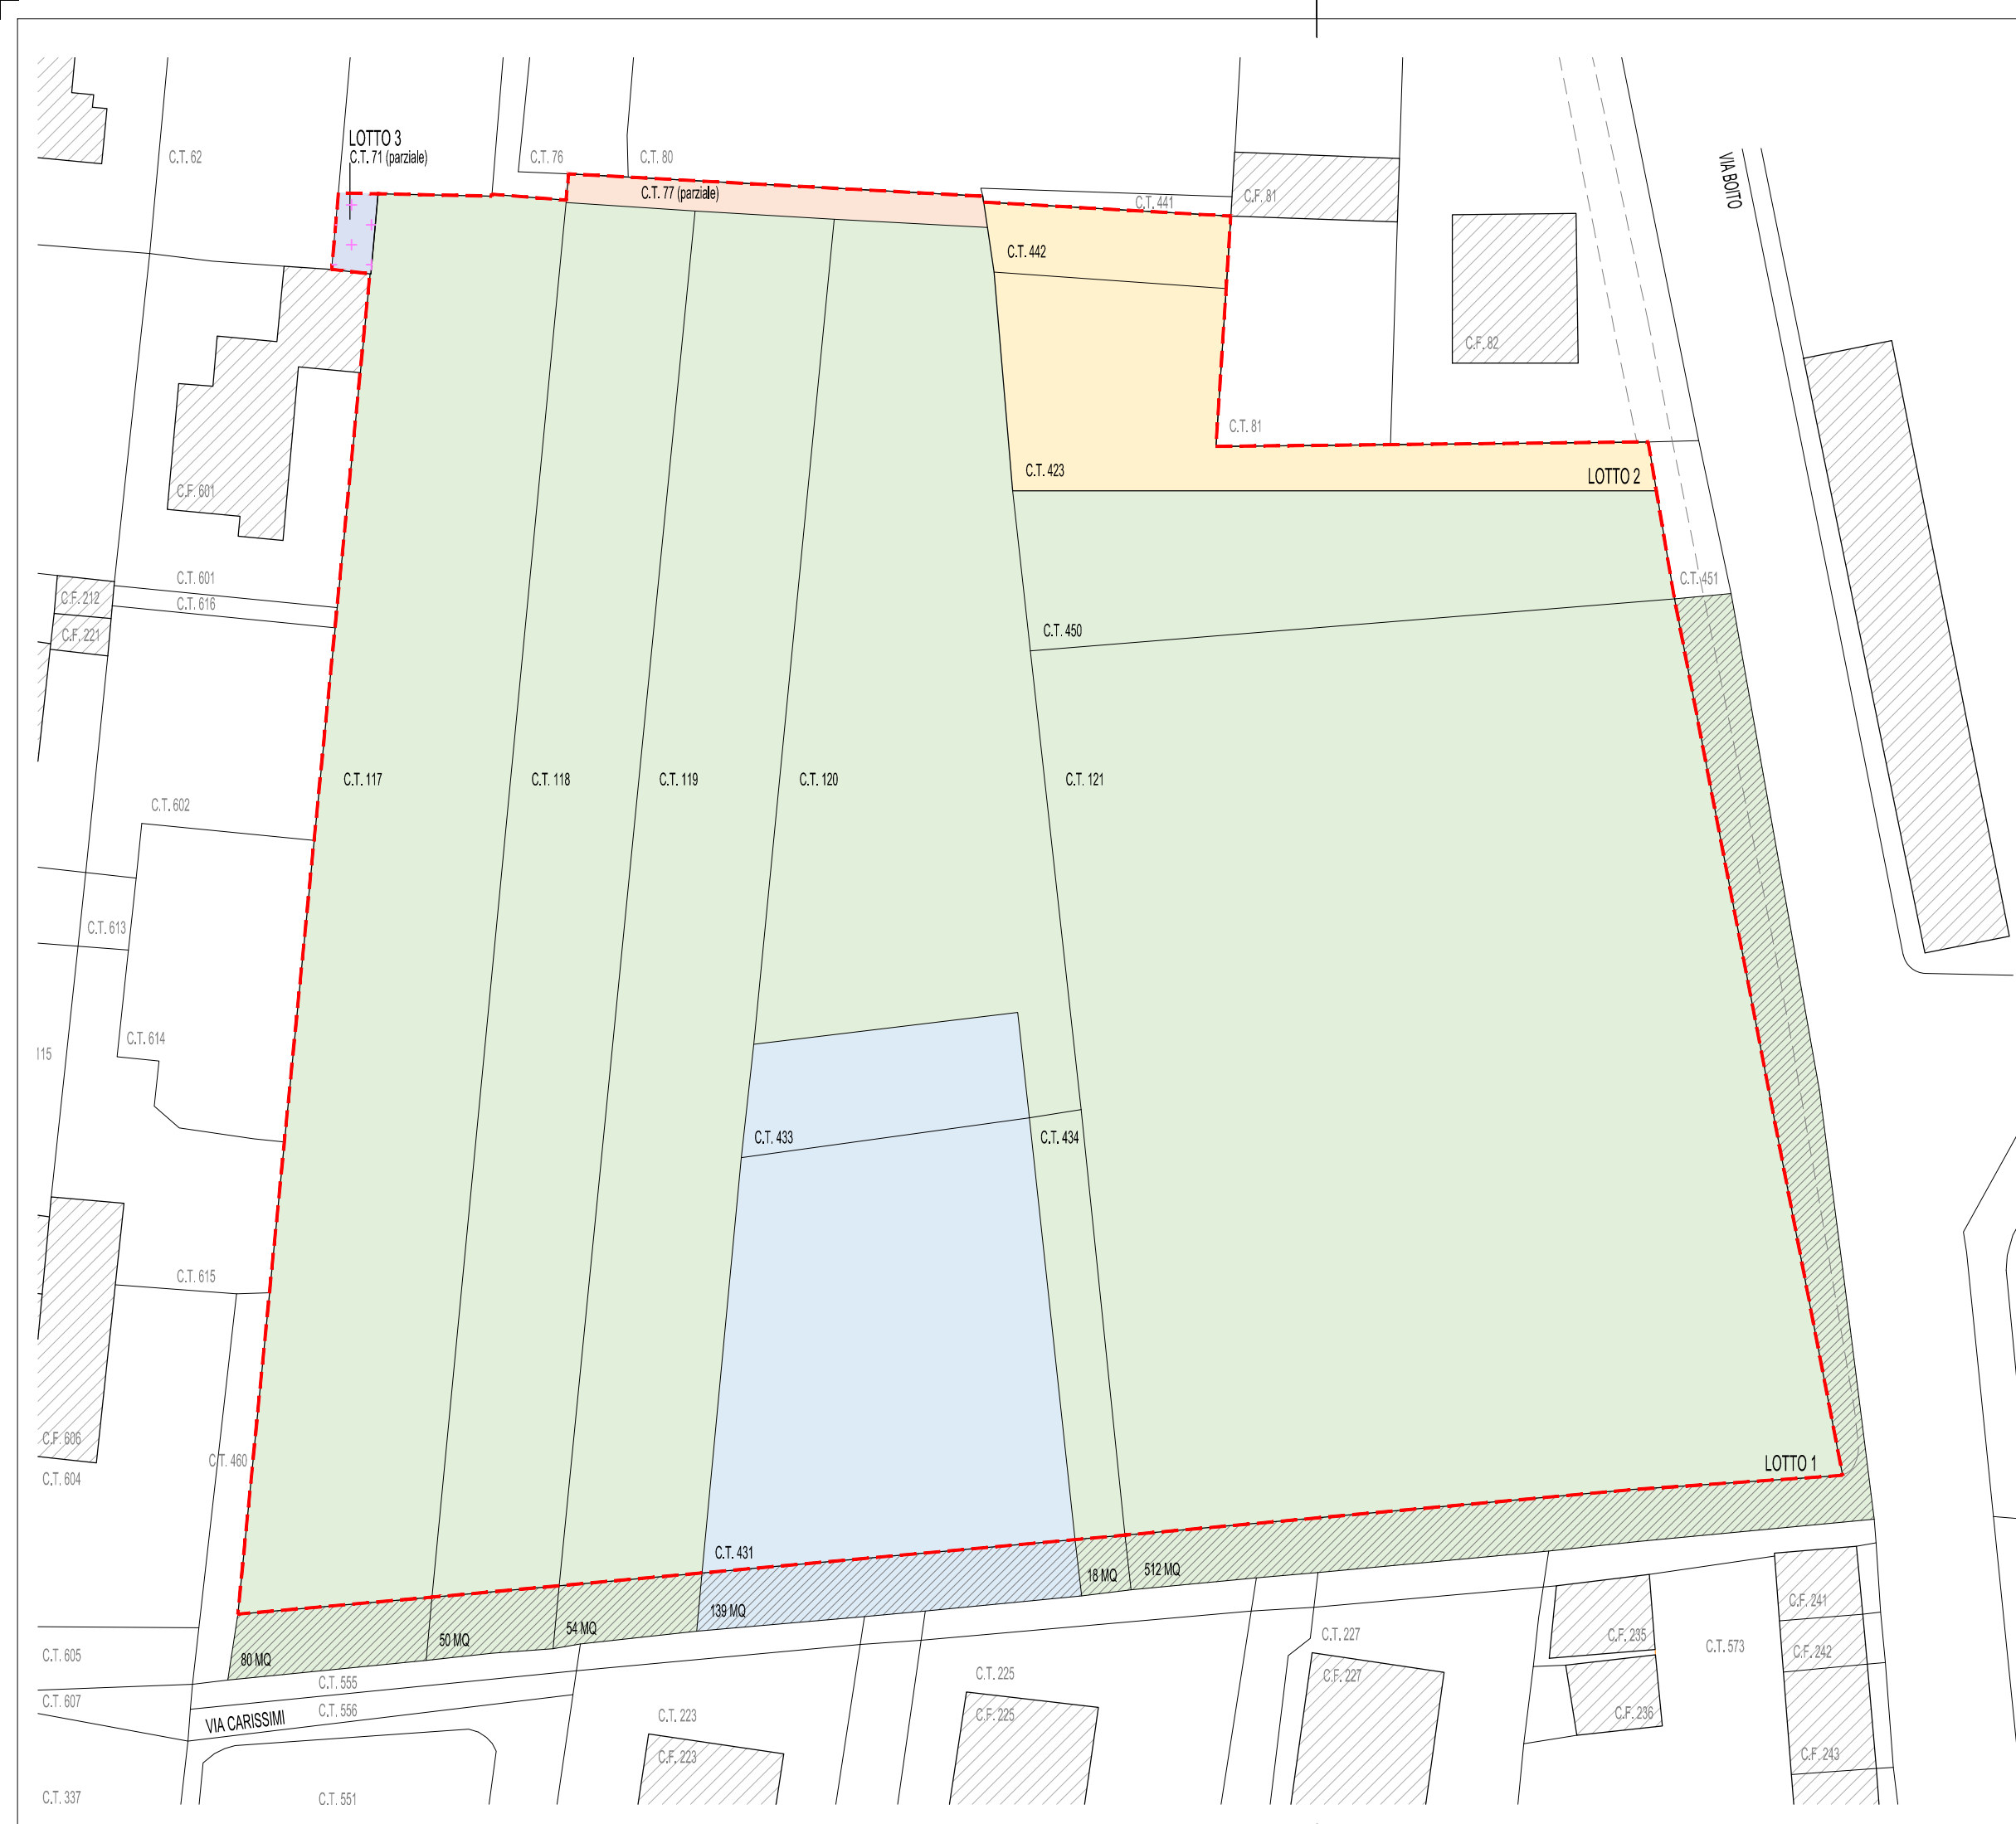 LOTTO 3
C.T. 71 (parziale)
C.T. 62
C.T. 76
C.T. 80
C.T. 77 (parziale)
C.T. 441
C.F. 81
VIA BOITO
C.T. 442
C.F. 82
C.T. 81
C.T. 423
LOTTO 2
C.F. 601
C.T. 601
C.T. 616
C.F. 212
C.F. 221
C.T. 451
C.T. 450
C.T. 117
C.T. 118
C.T. 119
C.T. 120
C.T. 121
C.T. 602
C.T. 613
C.T. 614
C.T. 433
C.T. 434
C.T. 615
C.F. 606
C.T. 604
C.T. 460
LOTTO 1
C.T. 431
18 MQ
512 MQ
139 MQ
54 MQ
50 MQ
80 MQ
C.T. 605
C.T. 607
C.T. 555
C.T. 556
VIA CARISSIMI
C.T. 223
C.F. 223
C.T. 225
C.F. 225
C.T. 227
C.F. 227
C.F. 235
C.F. 236
C.T. 573
C.F. 241
C.F. 242
C.F. 243
C.T. 337
C.T. 551